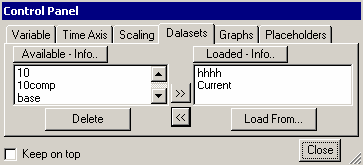 Control Panel
Variable Time Axis Scaling Datasets Graphs Placeholders
Available - Info.. Loaded - Info..
10 hhhh
10comp Current
base >>
<<
Delete Load From...
Keep on top Close